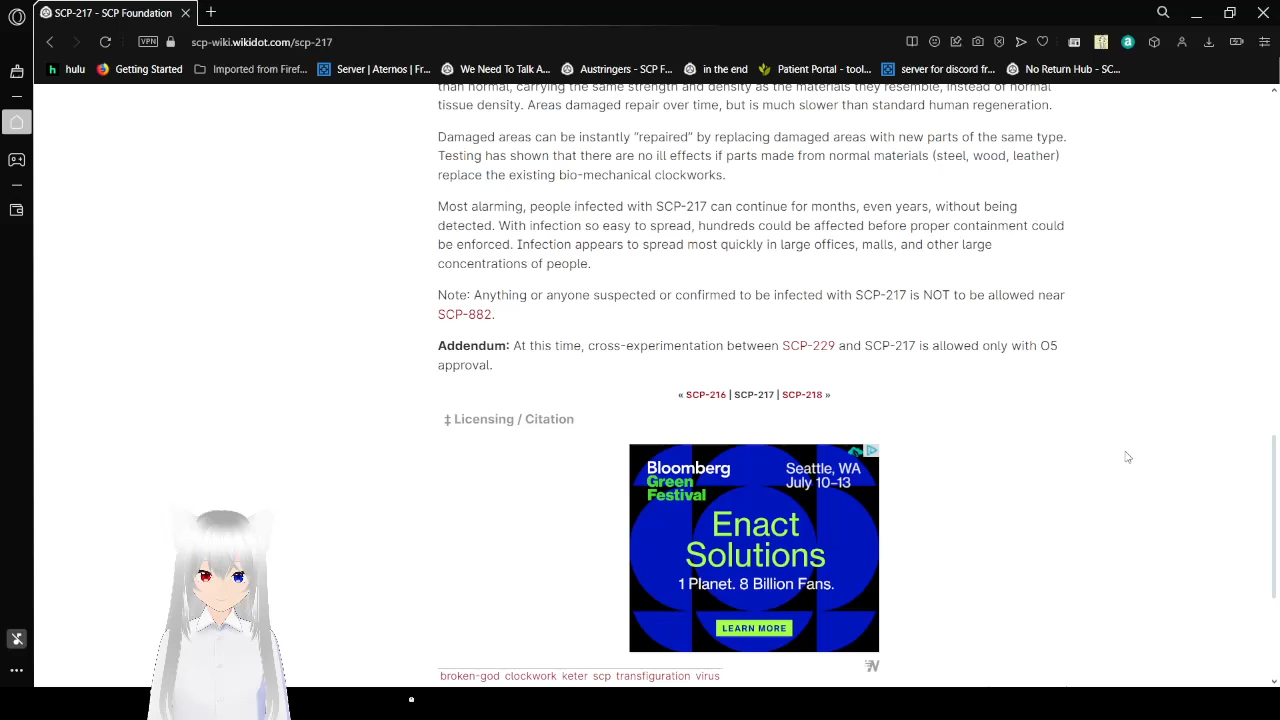 SCP-217 - SCP Foundation
VPN
scp-wiki.wikidot.com/scp-217
h hulu
Getting Started
Imported from Firef...
Server | Aternos | Fr...
We Need To Talk A...
Austringers - SCP F...
in the end
Patient Portal - tool...
server for discord fr...
No Return Hub - SC...
than normal, carrying the same strength and density as the materials they resemble, instead of normal
tissue density. Areas damaged repair over time, but is much slower than standard human regeneration.
Damaged areas can be instantly “repaired” by replacing damaged areas with new parts of the same type.
Testing has shown that there are no ill effects if parts made from normal materials (steel, wood, leather)
replace the existing bio-mechanical clockworks.
Most alarming, people infected with SCP-217 can continue for months, even years, without being
detected. With infection so easy to spread, hundreds could be affected before proper containment could
be enforced. Infection appears to spread most quickly in large offices, malls, and other large
concentrations of people.
Note: Anything or anyone suspected or confirmed to be infected with SCP-217 is NOT to be allowed near
SCP-882.
Addendum: At this time, cross-experimentation between SCP-229 and SCP-217 is allowed only with O5
approval.
« SCP-216 | SCP-217 | SCP-218 »
‡ Licensing / Citation
Bloomberg
Green
Festival
Seattle, WA
July 10–13
Enact
Solutions
1 Planet. 8 Billion Fans.
LEARN MORE
broken-god clockwork keter scp transfiguration virus